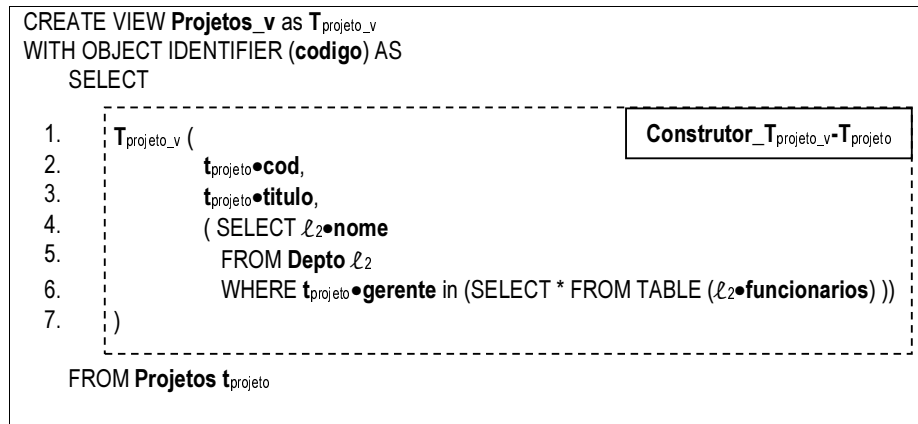 CREATE VIEW Projetos_v as Tprojeto_v
WITH OBJECT IDENTIFIER (codigo) AS
SELECT
1. Tprojeto_v ( Construtor_Tprojeto_v-Tprojeto
2. tprojeto●cod,
3. tprojeto●titulo,
4. ( SELECT ℓ2●nome
5. FROM Depto ℓ2
6. WHERE tprojeto●gerente in (SELECT * FROM TABLE (ℓ2●funcionarios) ))
7. )
FROM Projetos tprojeto